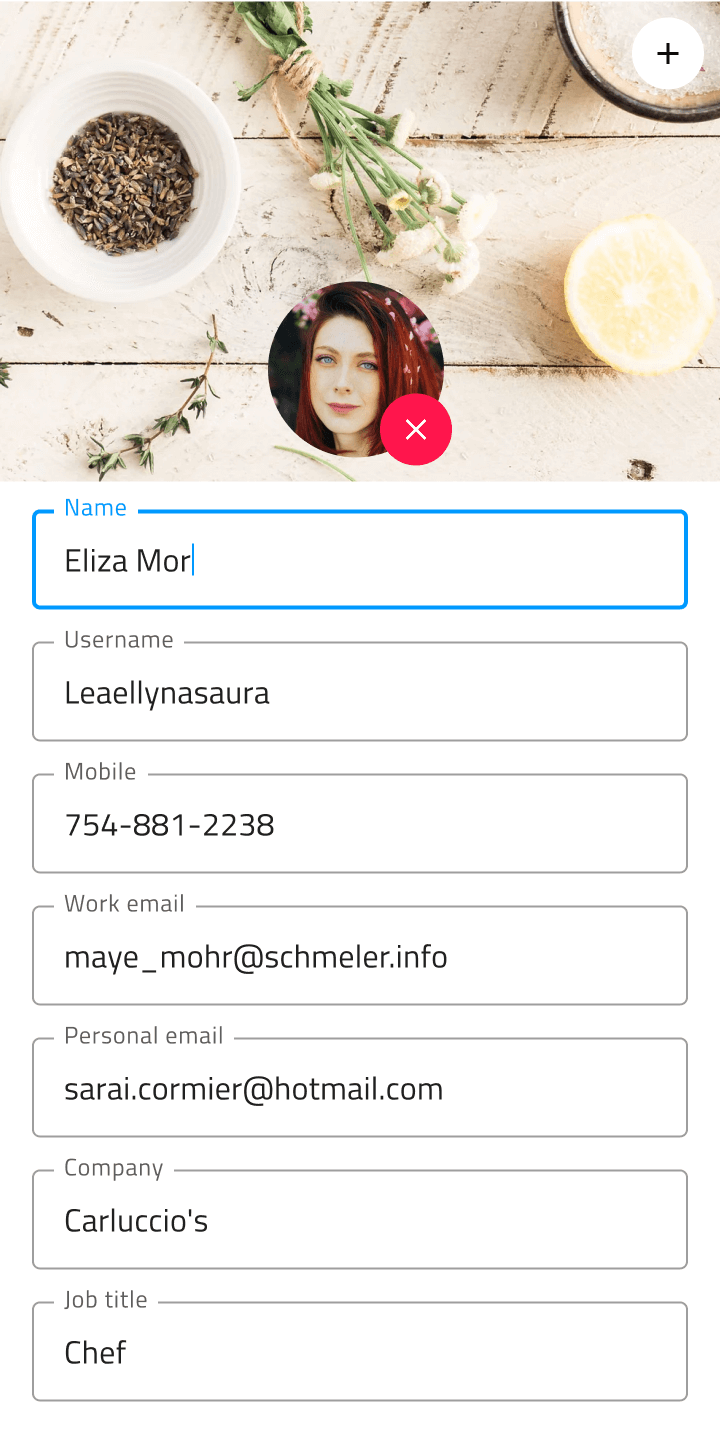 Name
Eliza Mor
Username
Leaellynasaura
Mobile
754-881-2238
Work email
maye_mohr@schmeler.info
Personal email
sarai.cormier@hotmail.com
Company
Carluccio's
Job title
Chef